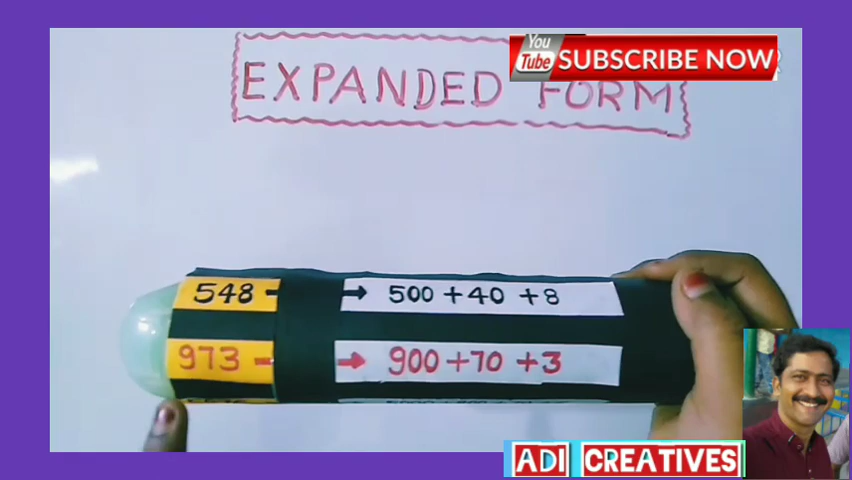 EXPANDED FORM
You Tube SUBSCRIBE NOW
548 → 500 + 40 + 8
973 → 900 + 70 + 3
ADI CREATIVES